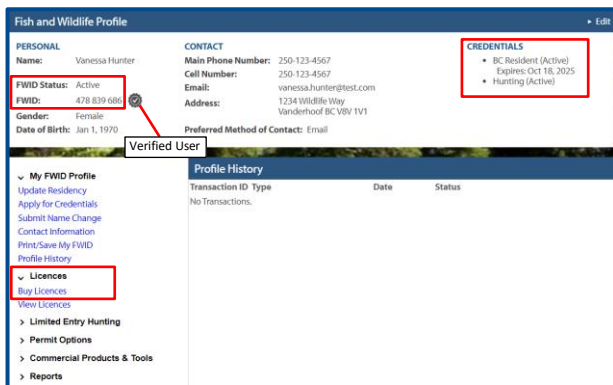 Fish and Wildlife Profile
Edit
PERSONAL
Name: Vanessa Hunter
FWID Status: Active
FWID: 478 839 686
Gender: Female
Date of Birth: Jan 1, 1970
Verified User
CONTACT
Main Phone Number: 250-123-4567
Cell Number: 250-123-4567
Email: vanessa.hunter@test.com
Address: 1234 Wildlife Way
Vanderhoof BC V8V 1V1
Preferred Method of Contact: Email
CREDENTIALS
BC Resident (Active)
Expires: Oct 18, 2025
Hunting (Active)
My FWID Profile
Update Residency
Apply for Credentials
Submit Name Change
Contact Information
Print/Save My FWID
Profile History
Licences
Buy Licences
View Licences
Limited Entry Hunting
Permit Options
Commercial Products & Tools
Reports
Profile History
Transaction ID Type Date Status
No Transactions.